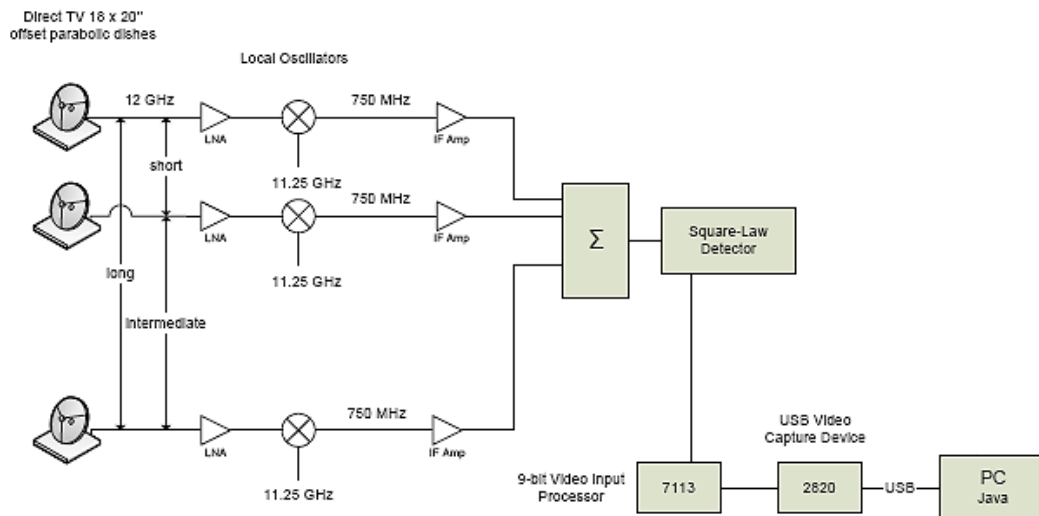 Direct TV 18 x 20"
offset parabolic dishes
Local Oscillators
12 GHz
750 MHz
LNA
IF Amp
short
11.25 GHz
750 MHz
LNA
IF Amp
Σ
Square-Law
Detector
long
11.25 GHz
Intermediate
750 MHz
LNA
IF Amp
USB Video
Capture Device
11.25 GHz
9-bit Video Input
Processor
7113
2820
USB
PC
Java